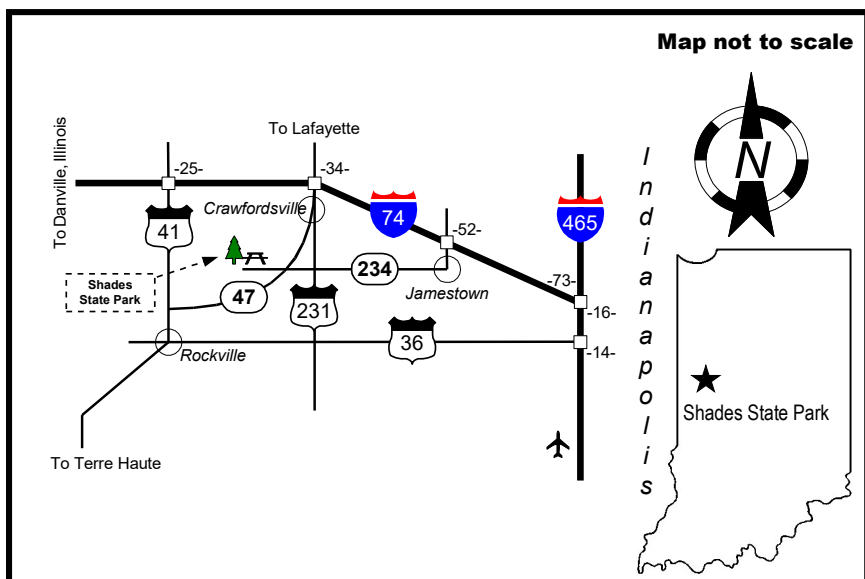 Map not to scale
To Danville, Illinois
To Lafayette
-25-
-34-
Crawfordsville
74
465
41
-52-
Shades
State Park
234
47
Jamestown
-73-
-16-
231
36
-14-
Rockville
To Terre Haute
Indianapolis
N
Shades State Park